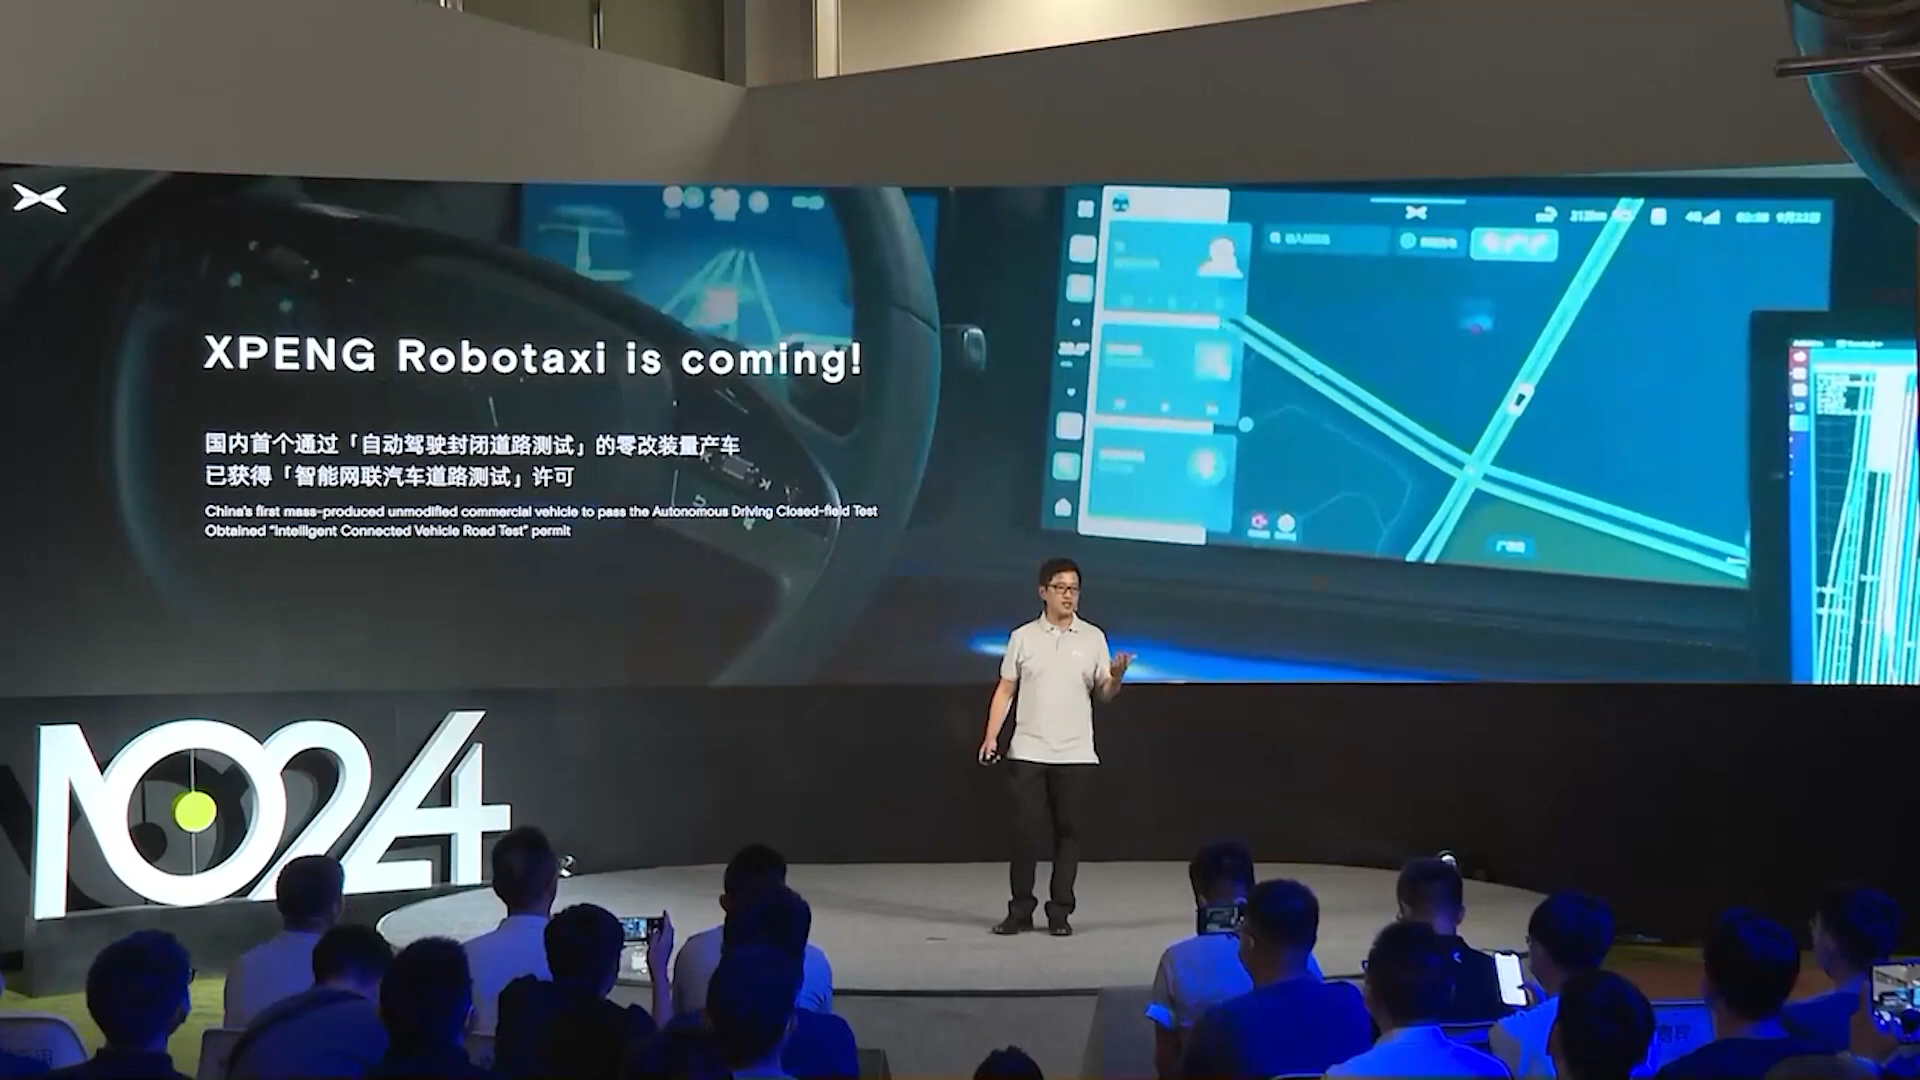 XPENG Robotaxi is coming!
国内首个通过「自动驾驶封闭道路测试」的零改装量产车
已获得「智能网联汽车道路测试」许可
China's first mass-produced unmodified commercial vehicle to pass the Autonomous Driving Closed-field Test
Obtained "Intelligent Connected Vehicle Road Test" permit
1024